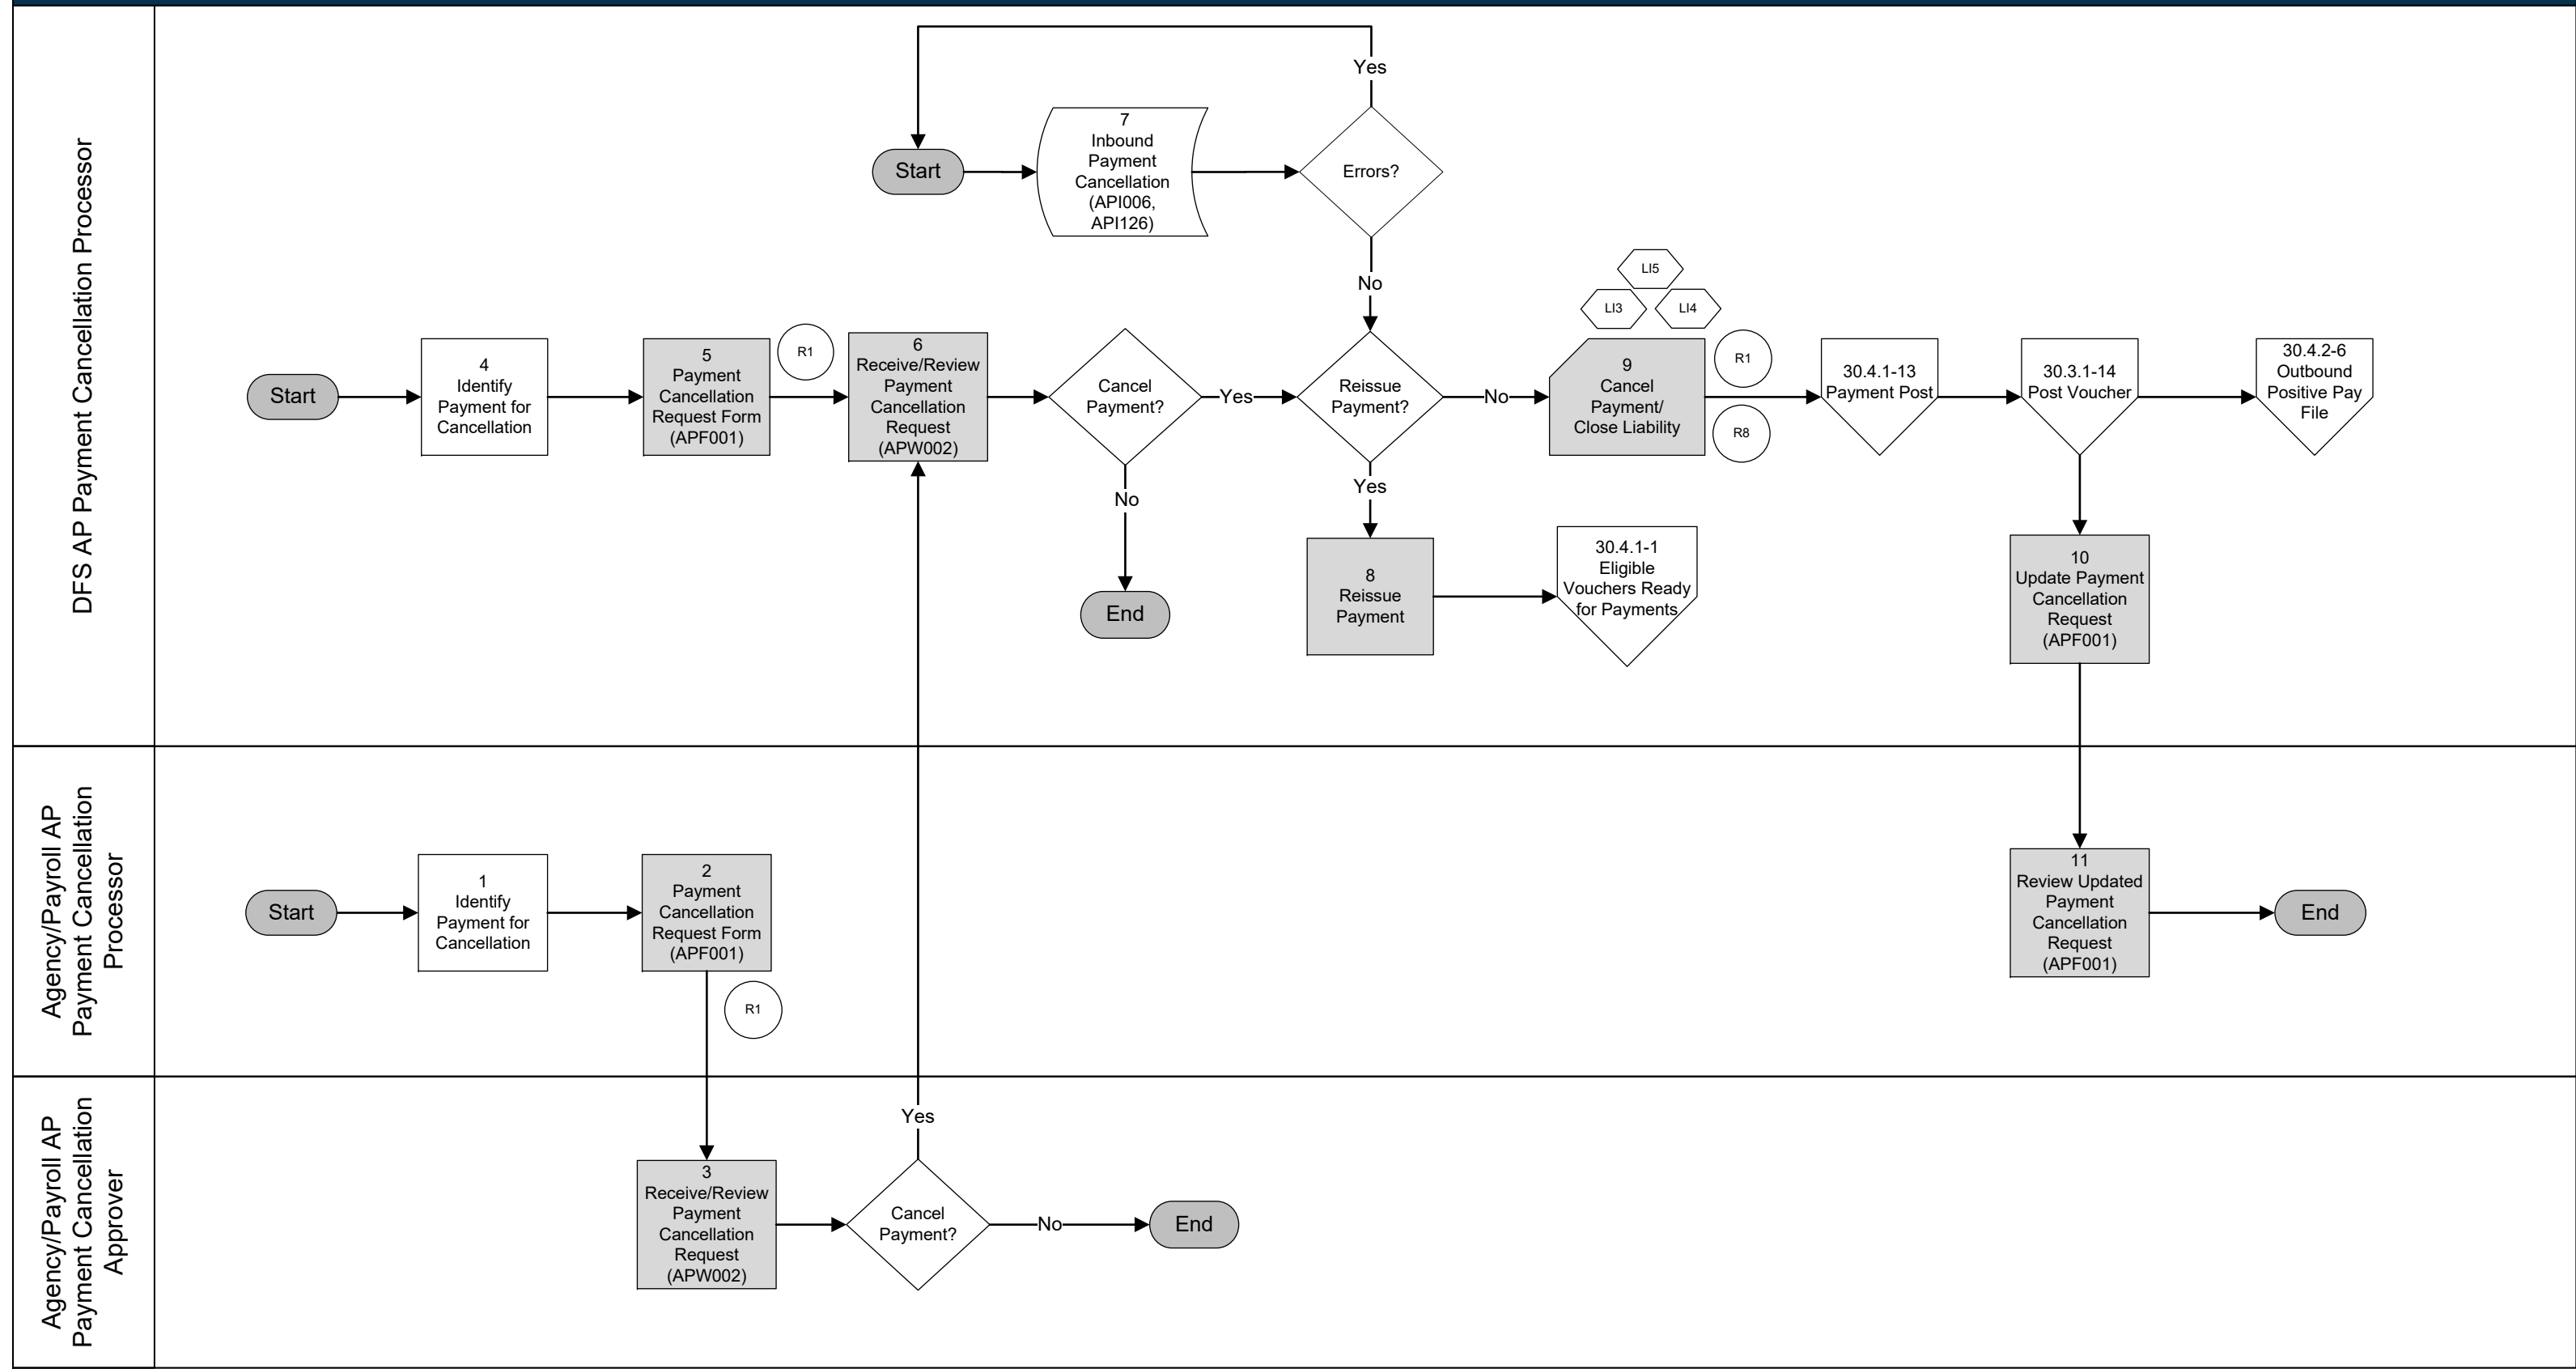 DFS AP Payment Cancellation Processor
Yes
Start
7
Inbound
Payment
Cancellation
(API006,
API126)
Errors?
No
LI5
LI3
LI4
Start
4
Identify
Payment for
Cancellation
5
Payment
Cancellation
Request Form
(APF001)
R1
6
Receive/Review
Payment
Cancellation
Request
(APW002)
Cancel
Payment?
Yes
No
End
Reissue
Payment?
No
Yes
9
Cancel
Payment/
Close Liability
R1
R8
30.4.1-13
Payment Post
30.3.1-14
Post Voucher
30.4.2-6
Outbound
Positive Pay
File
8
Reissue
Payment
30.4.1-1
Eligible
Vouchers Ready
for Payments
10
Update Payment
Cancellation
Request
(APF001)
Agency/Payroll AP
Payment Cancellation
Processor
Start
1
Identify
Payment for
Cancellation
2
Payment
Cancellation
Request Form
(APF001)
R1
11
Review Updated
Payment
Cancellation
Request
(APF001)
End
Agency/Payroll AP
Payment Cancellation
Approver
3
Receive/Review
Payment
Cancellation
Request
(APW002)
Yes
Cancel
Payment?
No
End